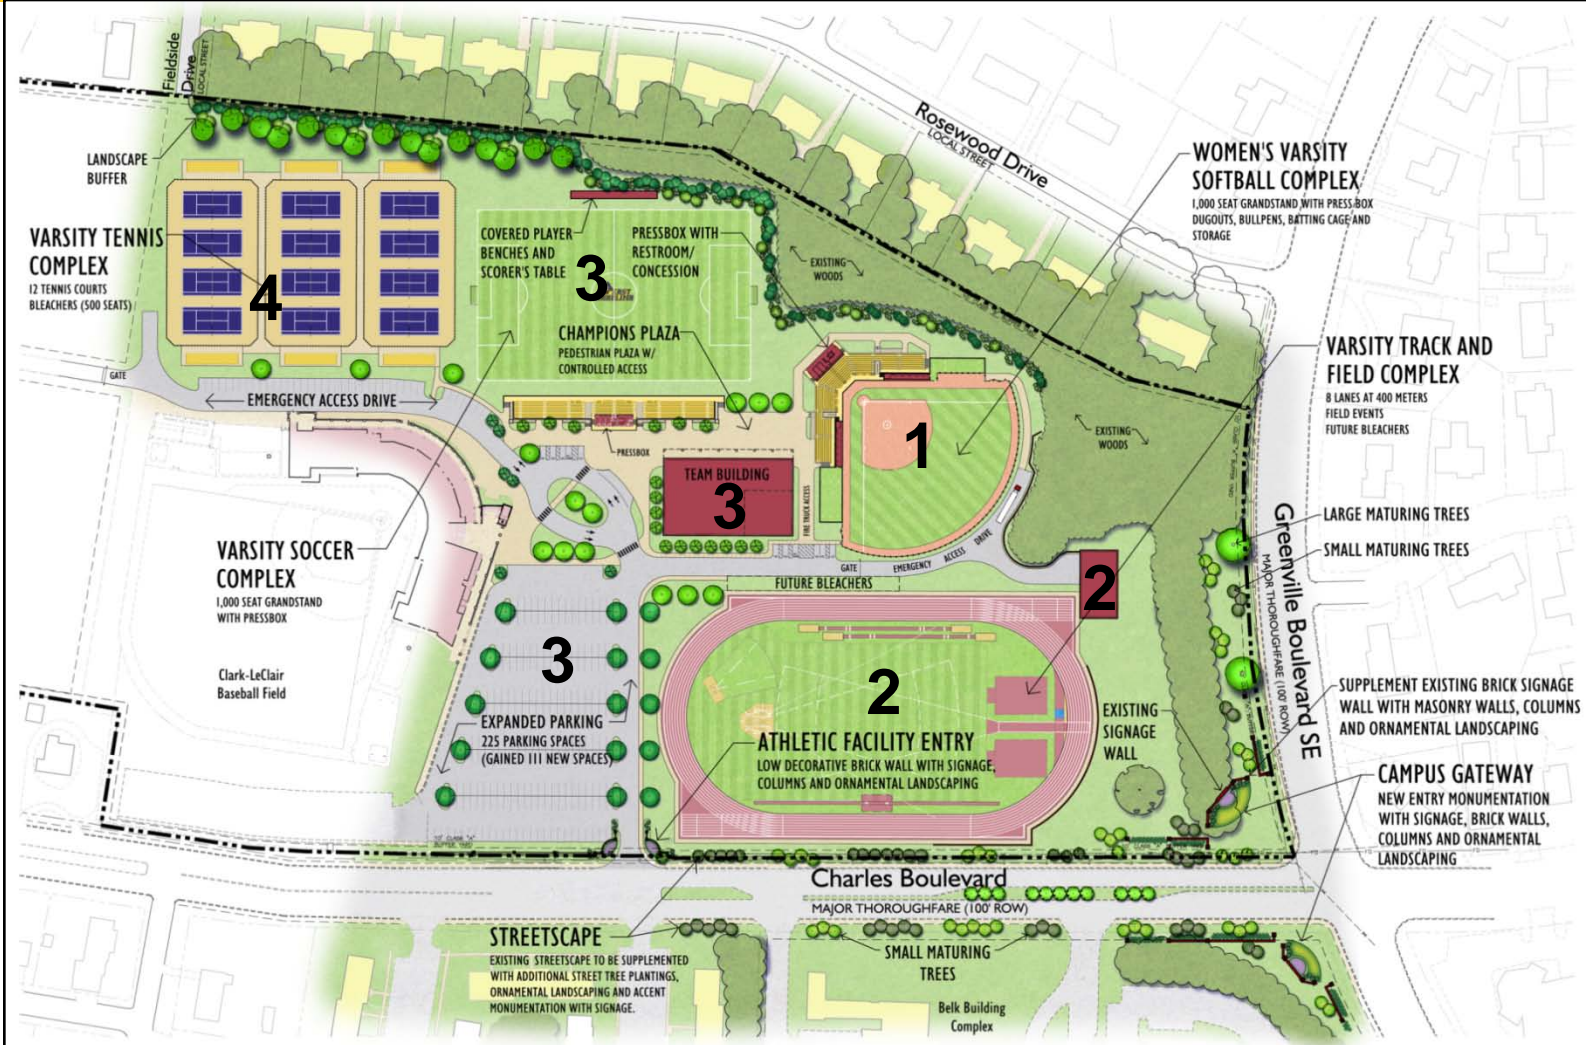 Fieldside
Drive
LOCAL STREET
Rosewood Drive
LOCAL STREET
LANDSCAPE
BUFFER
WOMEN'S VARSITY
SOFTBALL COMPLEX
1,000 SEAT GRANDSTAND WITH PRESS BOX
DUGOUTS, BULLPENS, BATTING CAGE AND
STORAGE
VARSITY TENNIS
COMPLEX
12 TENNIS COURTS
BLEACHERS (500 SEATS)
4
COVERED PLAYER
BENCHES AND
SCORER'S TABLE
3
PRESSBOX WITH
RESTROOM/
CONCESSION
EXISTING
WOODS
CHAMPIONS PLAZA
PEDESTRIAN PLAZA W/
CONTROLLED ACCESS
VARSITY TRACK AND
FIELD COMPLEX
8 LANES AT 400 METERS
FIELD EVENTS
FUTURE BLEACHERS
GATE
EMERGENCY ACCESS DRIVE
PRESSBOX
1
EXISTING
WOODS
TEAM BUILDING
3
FIRE TRUCK ACCESS
VARSITY SOCCER
COMPLEX
1,000 SEAT GRANDSTAND
WITH PRESSBOX
GATE
EMERGENCY ACCESS DRIVE
FUTURE BLEACHERS
2
LARGE MATURING TREES
SMALL MATURING TREES
Greenville Boulevard SE
MAJOR THOROUGHFARE (100' ROW)
Clark-LeClair
Baseball Field
3
2
EXPANDED PARKING
225 PARKING SPACES
(GAINED 111 NEW SPACES)
ATHLETIC FACILITY ENTRY
LOW DECORATIVE BRICK WALL WITH SIGNAGE,
COLUMNS AND ORNAMENTAL LANDSCAPING
EXISTING
SIGNAGE
WALL
SUPPLEMENT EXISTING BRICK SIGNAGE
WALL WITH MASONRY WALLS, COLUMNS
AND ORNAMENTAL LANDSCAPING
CAMPUS GATEWAY
NEW ENTRY MONUMENTATION
WITH SIGNAGE, BRICK WALLS,
COLUMNS AND ORNAMENTAL
LANDSCAPING
Charles Boulevard
MAJOR THOROUGHFARE (100' ROW)
STREETSCAPE
EXISTING STREETSCAPE TO BE SUPPLEMENTED
WITH ADDITIONAL STREET TREE PLANTINGS,
ORNAMENTAL LANDSCAPING AND ACCENT
MONUMENTATION WITH SIGNAGE.
SMALL MATURING
TREES
Belk Building
Complex